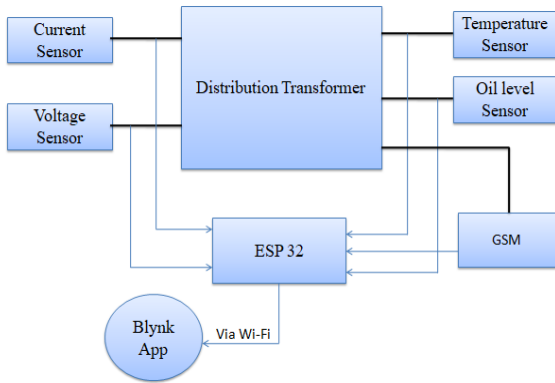 Current
Sensor
Distribution Transformer
Temperature
Sensor
Voltage
Sensor
Oil level
Sensor
ESP 32
GSM
Blynk
App
Via Wi-Fi